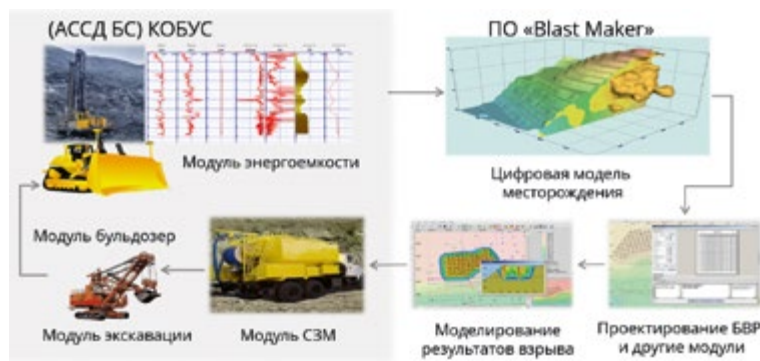 (АССД БС) КОБУС
ПО «Blast Maker»
Модуль энергоемкости
Цифровая модель
месторождения
Модуль бульдозер
Модуль экскавации
Модуль СЗМ
Моделирование
результатов взрыва
Проектирование БВР
и другие модули